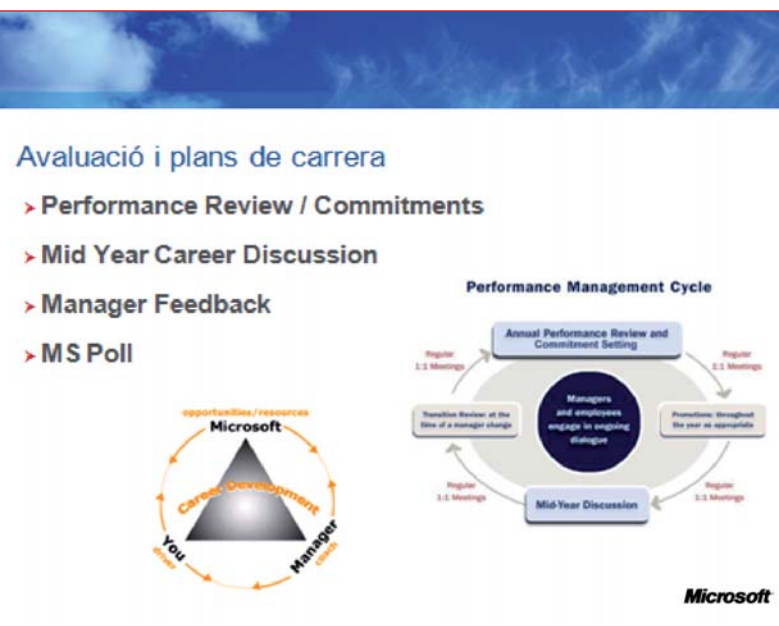 Avaluació i plans de carrera
Performance Review / Commitments
Mid Year Career Discussion
Manager Feedback
MS Poll
Performance Management Cycle
Annual Performance Review and
Commitment Setting
Regular
1:1 Meetings
Regular
1:1 Meetings
Transition Review: at the
time of a manager change
Managers
and employees
engage in ongoing
dialogue
Promotions: throughout
the year as appropriate
Regular
1:1 Meetings
Regular
1:1 Meetings
Mid-Year Discussion
opportunities/resources
Microsoft
Career Development
You
driver
Manager
coach
Microsoft